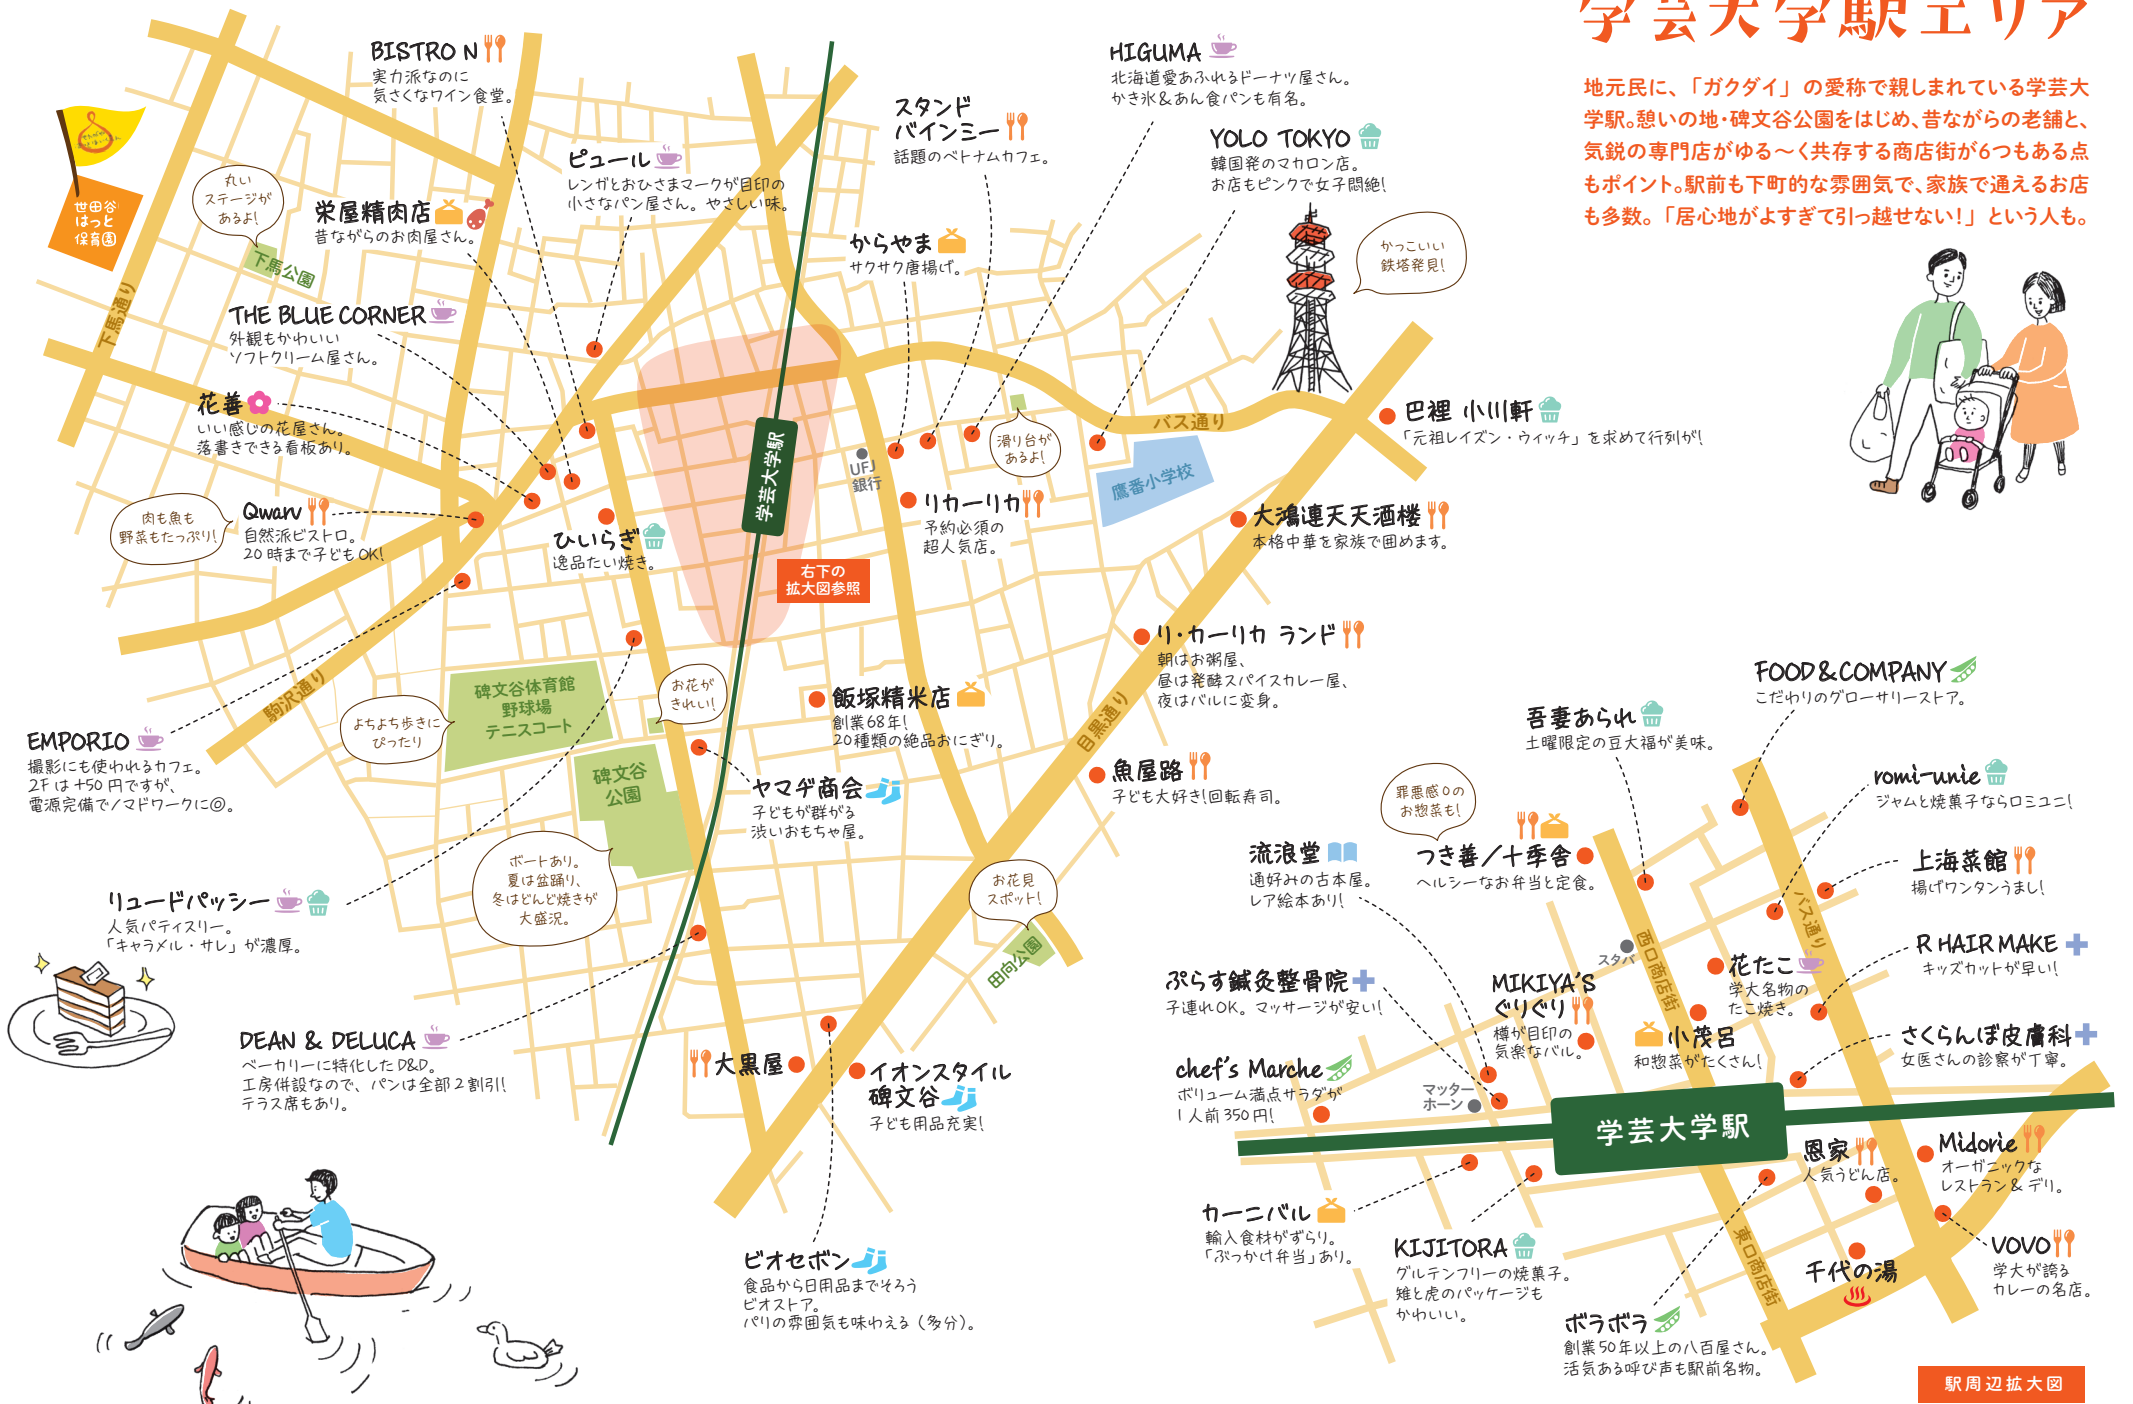 学芸大学駅エリア
地元民に、「ガクダイ」の愛称で親しまれている学芸大
学駅。憩いの地・碑文谷公園をはじめ、昔ながらの老舗と、
気鋭の専門店がゆる～く共存する商店街が6つもある点
もポイント。駅前も下町的な雰囲気で、家族で通えるお店
も多数。「居心地がよすぎて引っ越せない!」という人も。
BISTRO N
実力派なのに
気さくなワイン食堂。
世田谷
はっと
保育園
丸い
ステージが
あるよ!
下馬公園
下馬通り
栄屋精肉店
昔ながらのお肉屋さん。
ピュール
レンガとおひさまマークが目印の
小さなパン屋さん。やさしい味。
スタンド
バインミー
話題のベトナムカフェ。
HIGUMA
北海道愛あふれるドーナツ屋さん。
かき氷&あん食パンも有名。
YOLO TOKYO
韓国発のマカロン店。
お店もピンクで女子悶絶!
からやま
サクサク唐揚げ。
かっこいい
鉄塔発見!
THE BLUE CORNER
外観もかわいい
ソフトクリーム屋さん。
花善
いい感じの花屋さん。
落書きできる看板あり。
肉も魚も
野菜もたっぷり!
Qwaru
自然派ビストロ。
20時まで子どもOK!
ひいらぎ
逸品たい焼き。
学芸大学駅
右下の
拡大図参照
UFJ
銀行
リカーリカ
予約必須の
超人気店。
滑り台が
あるよ!
バス通り
鷹番小学校
巴裡 小川軒
「元祖レイズン・ウィッチ」を求めて行列が!
大鴻運天天酒楼
本格中華を家族で囲めます。
リ・カーリカ ランド
朝はお粥屋、
昼は発酵スパイスカレー屋、
夜はバルに変身。
目黒通り
魚屋路
子ども大好き!回転寿司。
駒沢通り
碑文谷体育館
野球場
テニスコート
よちよち歩きに
ぴったり
お花が
きれい!
碑文谷
公園
飯塚精米店
創業68年!
20種類の絶品おにぎり。
ヤマヂ商会
子どもが群がる
渋いおもちゃ屋。
EMPORIO
撮影にも使われるカフェ。
2Fは+50円ですが、
電源完備でノマドワークに◎。
ボートあり。
夏は盆踊り、
冬はどんど焼きが
大盛況。
お花見
スポット!
田向公園
リュードパッシー
人気パティスリー。
「キャラメル・サレ」が濃厚。
DEAN & DELUCA
ベーカリーに特化したD&D。
工房併設なので、パンは全部2割引!
テラス席もあり。
大黒屋
イオンスタイル
碑文谷
子ども用品充実!
ビオセボン
食品から日用品までそろう
ビオストア。
パリの雰囲気も味わえる（多分）。
FOOD&COMPANY
こだわりのグローサリーストア。
吾妻あられ
土曜限定の豆大福が美味。
romi-unie
ジャムと焼菓子ならロミユニ!
罪悪感0の
お惣菜も!
つき善/十季舎
ヘルシーなお弁当と定食。
流浪堂
通好みの古本屋。
レア絵本あり!
上海菜館
揚げワンタンうまし!
バス通り
西口商店街
スタバ
花たこ
学大名物の
たこ焼き。
R HAIR MAKE
キッズカットが早い!
ぷらす鍼灸整骨院
子連れOK。マッサージが安い!
MIKIYA'S
ぐりぐり
樽が目印の
気楽なバル。
小茂呂
和惣菜がたくさん!
さくらんぼ皮膚科
女医さんの診察が丁寧。
chef's Marche
ボリューム満点サラダが
1人前350円!
マッター
ホーン
学芸大学駅
恩家
人気うどん店。
Midorie
オーガニックな
レストラン&デリ。
カーニバル
輸入食材がずらり。
「ぶっかけ弁当」あり。
KIJITORA
グルテンフリーの焼菓子。
雉と虎のパッケージも
かわいい。
東口商店街
千代の湯
VOVO
学大が誇る
カレーの名店。
ボラボラ
創業50年以上の八百屋さん。
活気ある呼び声も駅前名物。
駅周辺拡大図